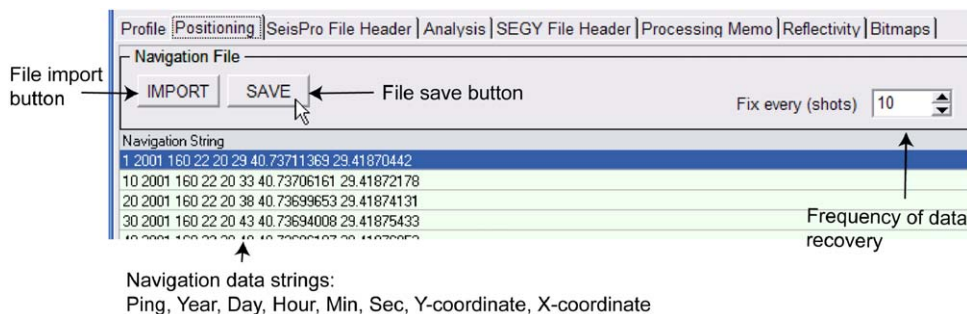 Profile Positioning SeisPro File Header Analysis SEGY File Header Processing Memo Reflectivity Bitmaps
Navigation File
File import
button
IMPORT SAVE
File save button
Fix every (shots) 10
Navigation String
1 2001 160 22 20 29 40.73711369 29.41870442
10 2001 160 22 20 33 40.73706161 29.41872178
20 2001 160 22 20 38 40.73699653 29.41874131
30 2001 160 22 20 43 40.73694008 29.41875433
Frequency of data
recovery
Navigation data strings:
Ping, Year, Day, Hour, Min, Sec, Y-coordinate, X-coordinate